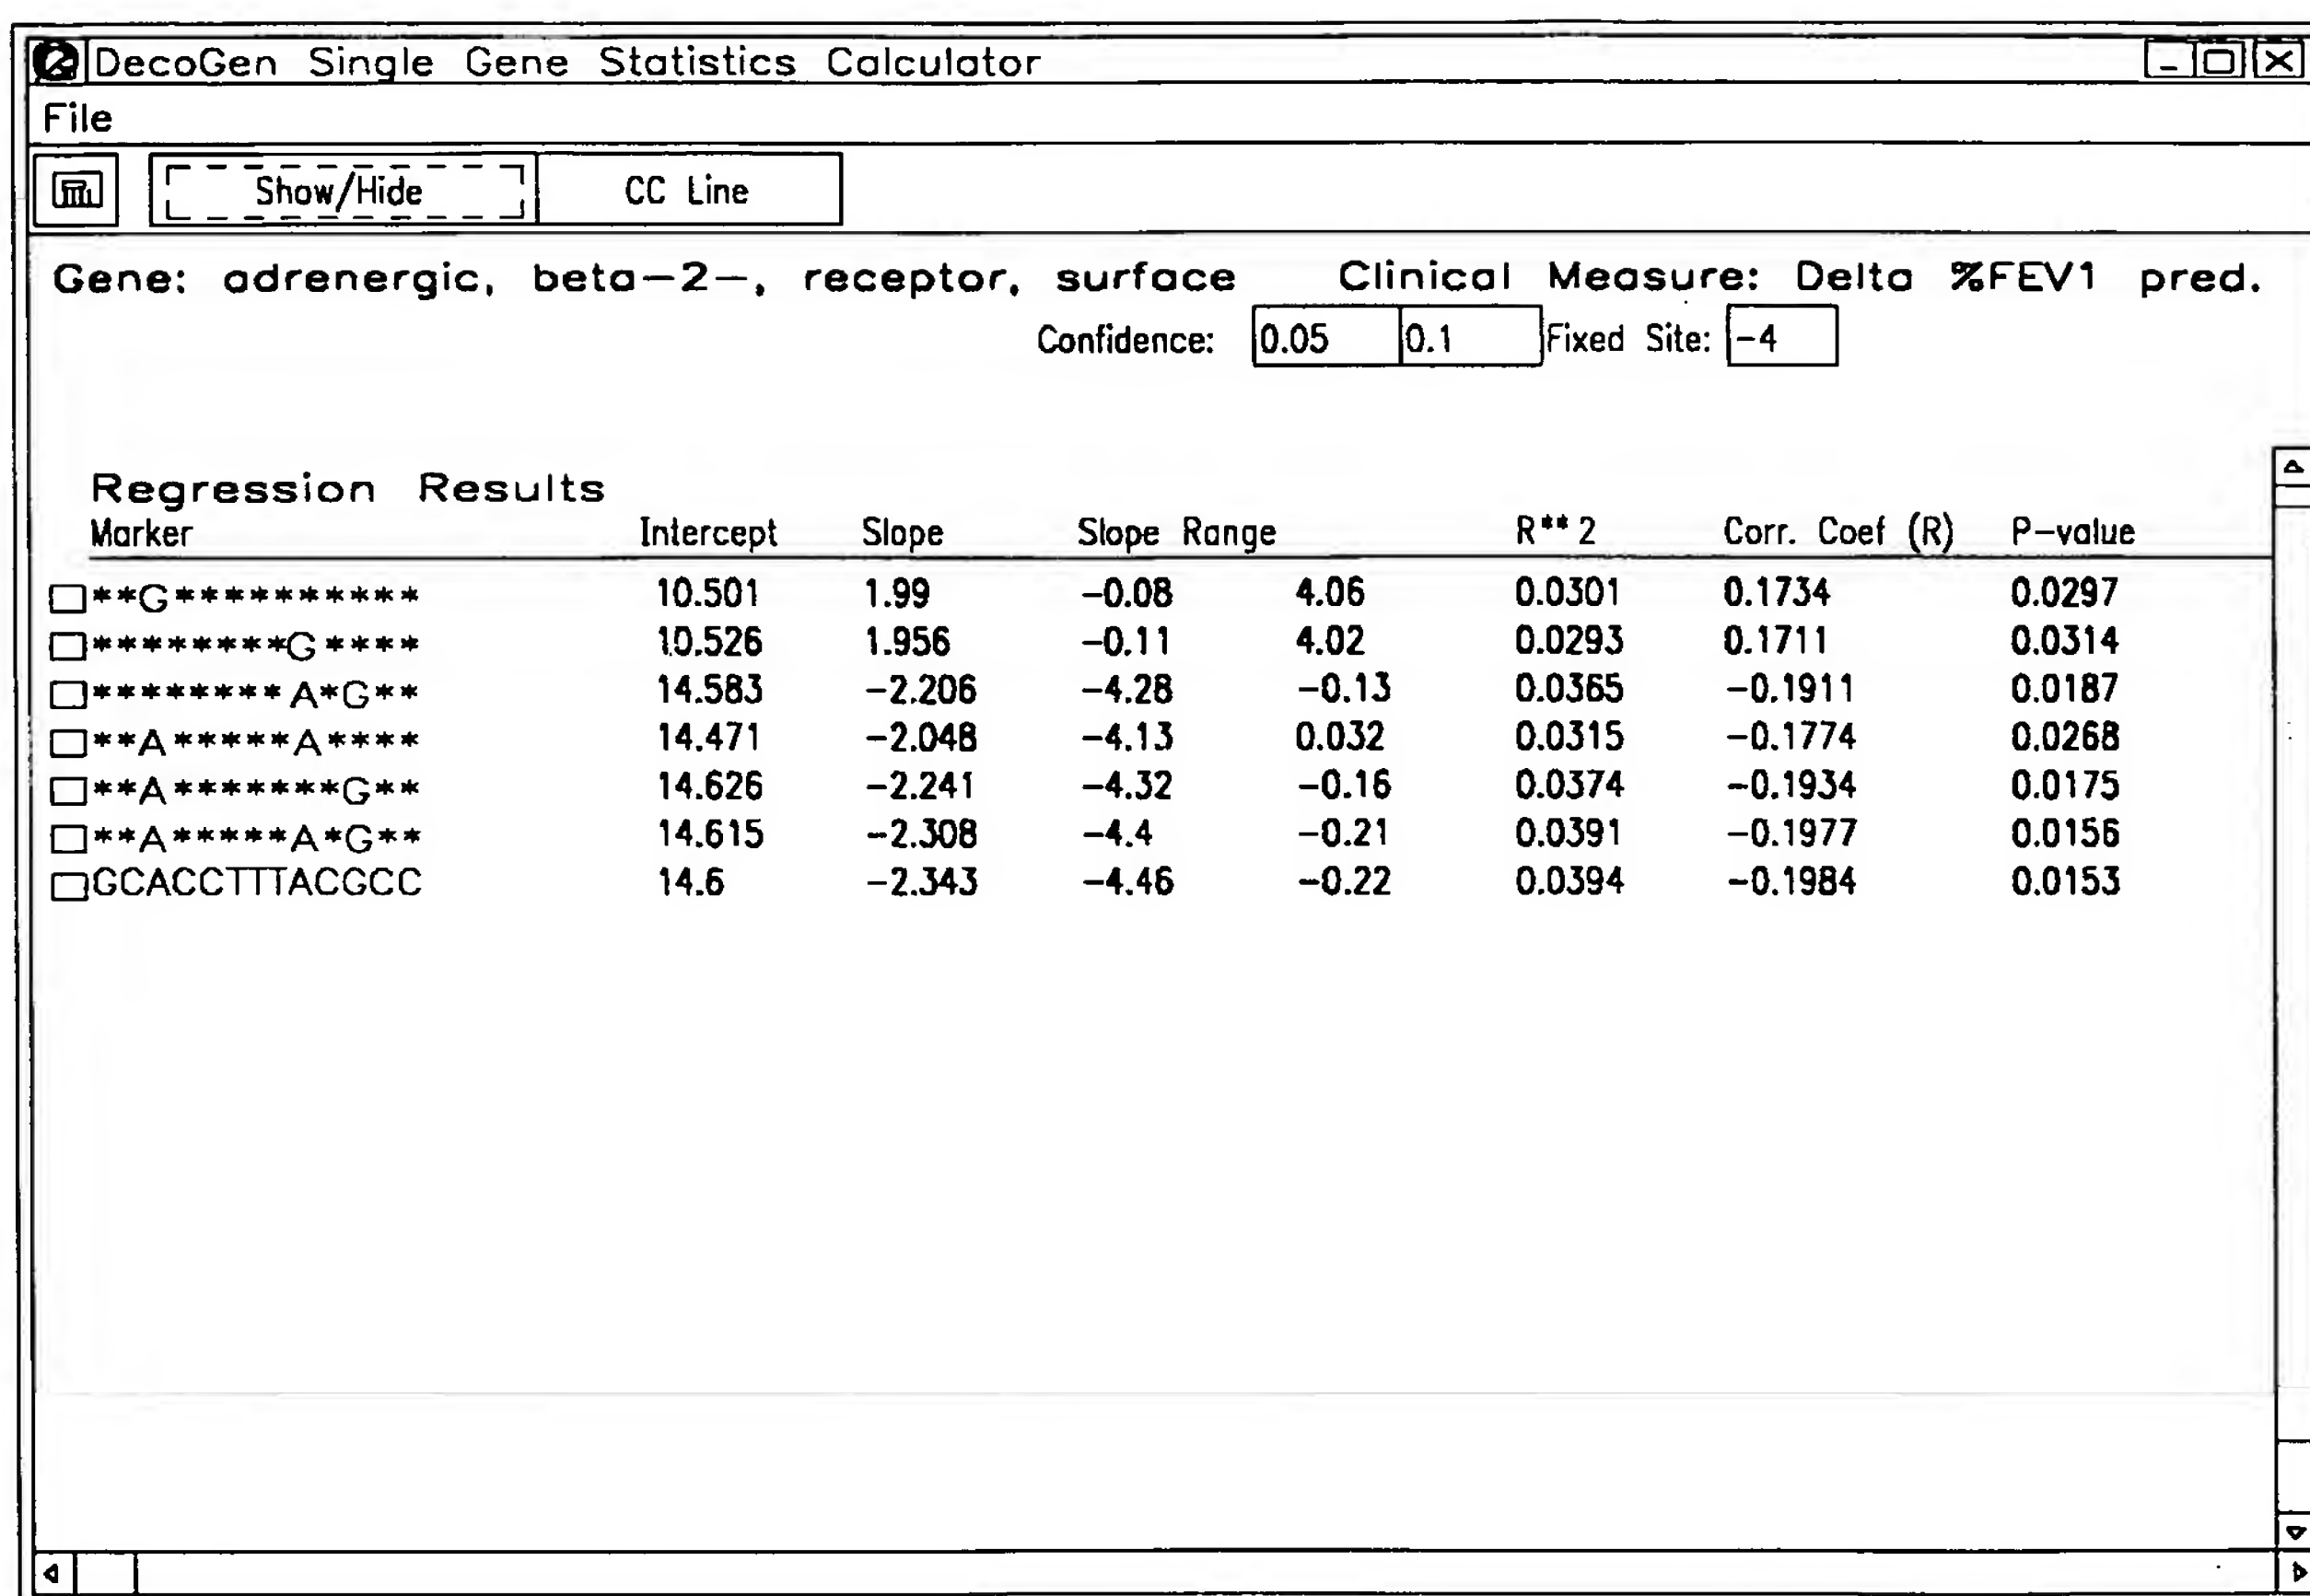 DecoGen Single Gene Statistics Calculator
File
Show/Hide CC Line
Gene: adrenergic, beta-2-, receptor, surface Clinical Measure: Delta %FEV1 pred.
Confidence: 0.05 0.1 Fixed Site: -4
Regression Results
Marker Intercept Slope Slope Range R**2 Corr. Coef (R) P-value
**G********** 10.501 1.99 -0.08 4.06 0.0301 0.1734 0.0297
********G**** 10.526 1.956 -0.11 4.02 0.0293 0.1711 0.0314
********A*G** 14.583 -2.206 -4.28 -0.13 0.0365 -0.1911 0.0187
**A*****A**** 14.471 -2.048 -4.13 0.032 0.0315 -0.1774 0.0268
**A*******G** 14.626 -2.241 -4.32 -0.16 0.0374 -0.1934 0.0175
**A*****A*G** 14.615 -2.308 -4.4 -0.21 0.0391 -0.1977 0.0156
GCACCTTTACGCC 14.6 -2.343 -4.46 -0.22 0.0394 -0.1984 0.0153